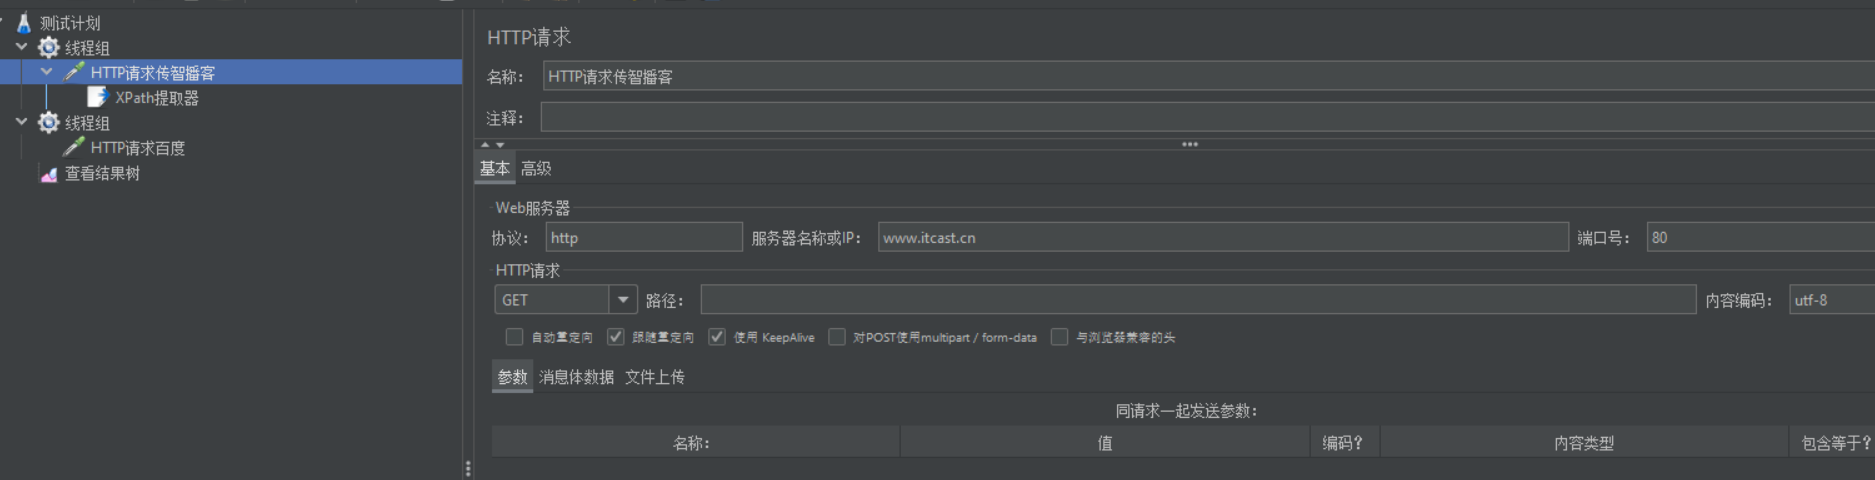 测试计划
线程组
HTTP请求传智播客
XPath提取器
线程组
HTTP请求百度
查看结果树
HTTP请求
名称： HTTP请求传智播客
注释：
基本 高级
Web服务器
协议： http 服务器名称或IP： www.itcast.cn 端口号： 80
HTTP请求
GET 路径： 内容编码： utf-8
自动重定向 跟随重定向 使用 KeepAlive 对POST使用multipart / form-data 与浏览器兼容的头
参数 消息体数据 文件上传
同请求一起发送参数：
名称： 值 编码？ 内容类型 包含等于？